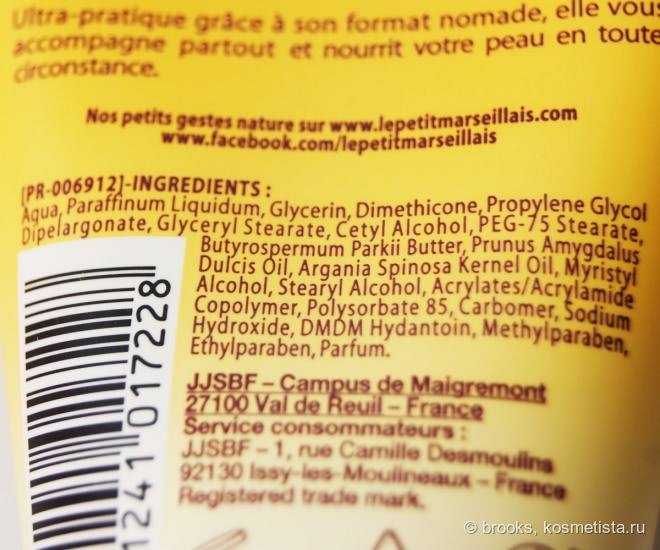 Ultra-pratique grâce à son format nomade, elle vous
accompagne partout et nourrit votre peau en toute
circonstance.
Nos petits gestes nature sur www.lepetitmarseillais.com
www.facebook.com/lepetitmarseillais
[PR-006912]-INGREDIENTS :
Aqua, Paraffinum Liquidum, Glycerin, Dimethicone, Propylene Glycol
Dipelargonate, Glyceryl Stearate, Cetyl Alcohol, PEG-75 Stearate,
Butyrospermum Parkii Butter, Prunus Amygdalus
Dulcis Oil, Argania Spinosa Kernel Oil, Myristyl
Alcohol, Stearyl Alcohol, Acrylates/Acrylamide
Copolymer, Polysorbate 85, Carbomer, Sodium
Hydroxide, DMDM Hydantoin, Methylparaben,
Ethylparaben, Parfum.
JJSBF – Campus de Maigremont
27100 Val de Reuil – France
Service consommateurs :
JJSBF – 1, rue Camille Desmoulins
92130 Issy-les-Moulineaux – France
Registered trade mark.
1241 017228
© brooks, kosmetista.ru